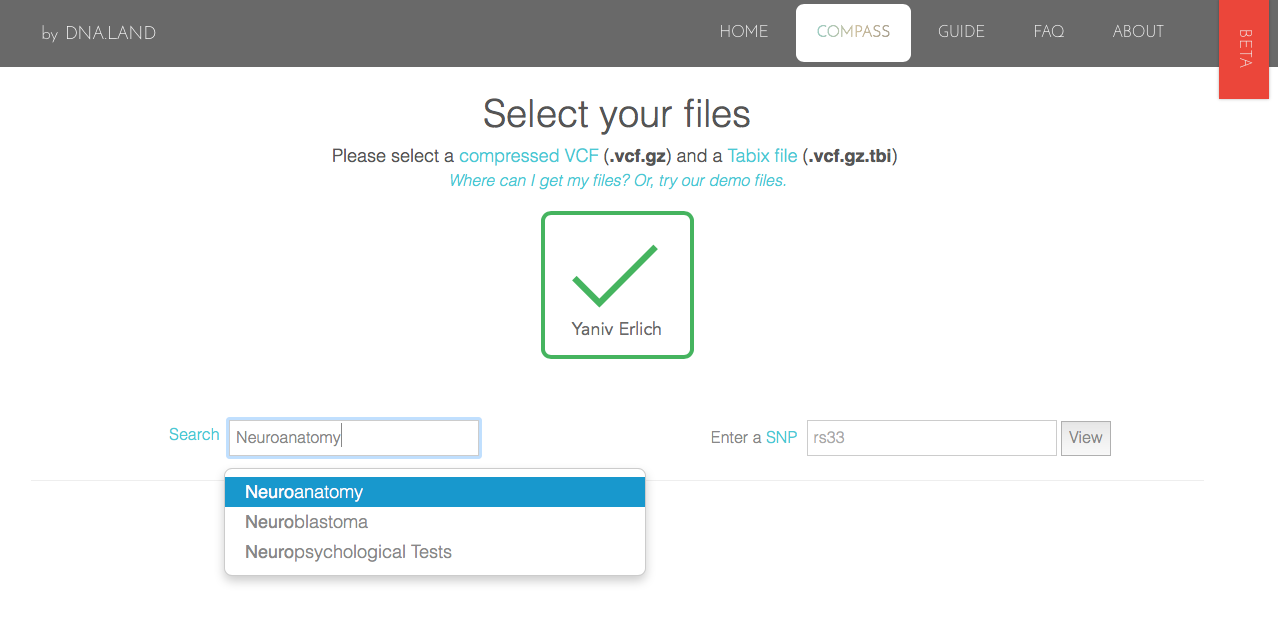 by DNA.LAND
HOME
COMPASS
GUIDE
FAQ
ABOUT
BETA
Select your files
Please select a compressed VCF (.vcf.gz) and a Tabix file (.vcf.gz.tbi)
Where can I get my files? Or, try our demo files.
Yaniv Erlich
Search
Neuroanatomy
Enter a SNP
rs33
View
Neuroanatomy
Neuroblastoma
Neuropsychological Tests